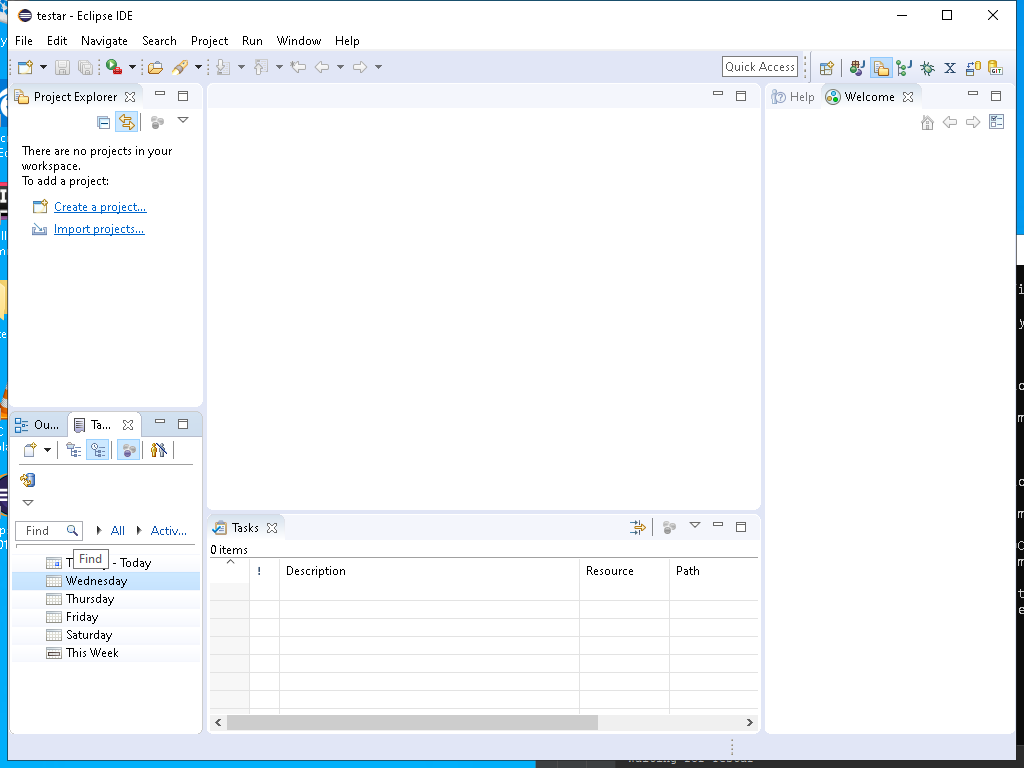 testar - Eclipse IDE
File Edit Navigate Search Project Run Window Help
Quick Access
Project Explorer
Help
Welcome
There are no projects in your
workspace.
To add a project:
Create a project...
Import projects...
Ou...
Ta...
Find
All
Activ...
Find
- Today
Wednesday
Thursday
Friday
Saturday
This Week
Tasks
0 items
! Description Resource Path